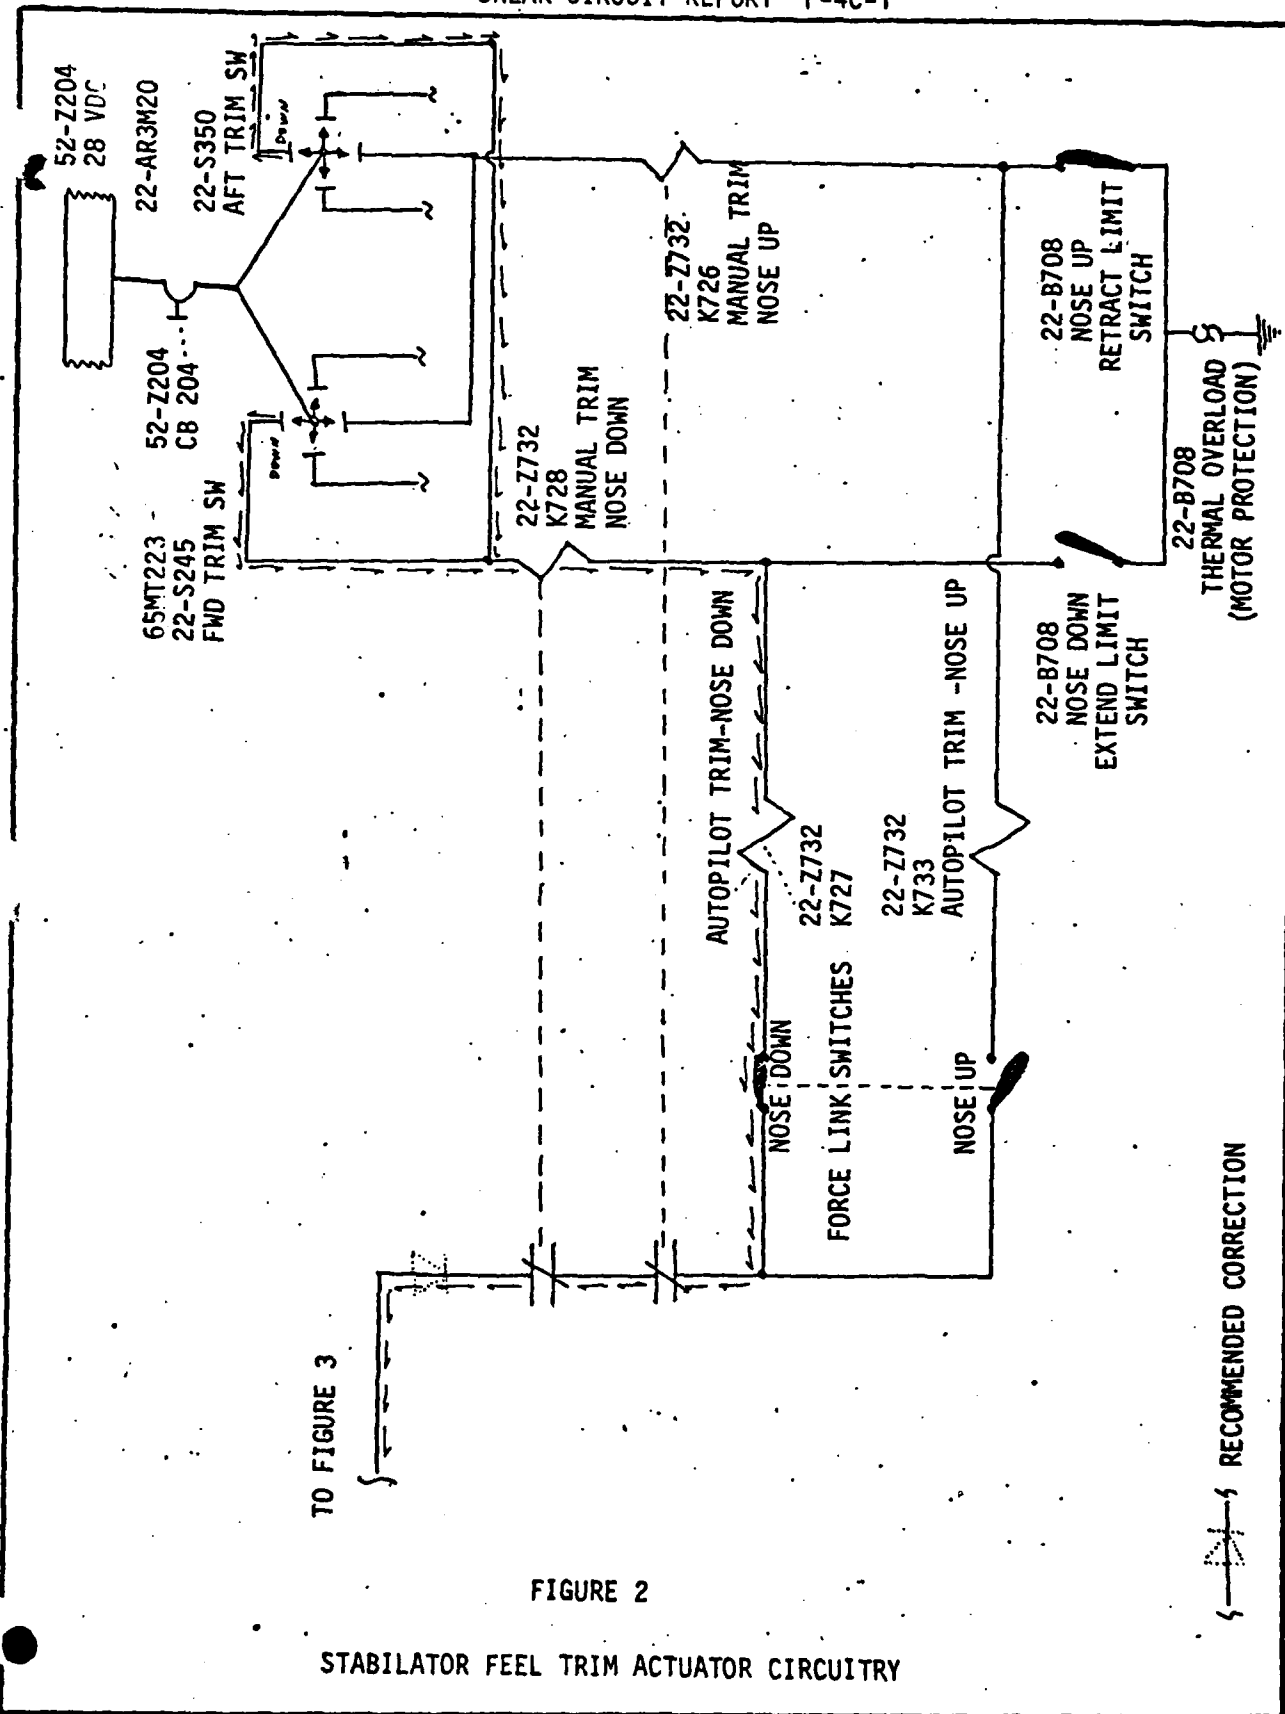 SNEAK CIRCUIT REPORT F-4C-1
52-Z204
28 VDC
22-AR3M20
22-S350
AFT TRIM SW
DOWN
52-Z204
CB 204
65MT223 -
22-S245
FWD TRIM SW
DOWN
22-Z732
K726
MANUAL TRIM
NOSE UP
22-Z732
K728
MANUAL TRIM
NOSE DOWN
22-B708
NOSE UP
RETRACT LIMIT
SWITCH
22-B708
THERMAL OVERLOAD
(MOTOR PROTECTION)
22-B708
NOSE DOWN
EXTEND LIMIT
SWITCH
AUTOPILOT TRIM-NOSE DOWN
22-Z732
K727
22-Z732
K733
AUTOPILOT TRIM -NOSE UP
NOSE DOWN
FORCE LINK SWITCHES
NOSE UP
TO FIGURE 3
RECOMMENDED CORRECTION
FIGURE 2
STABILATOR FEEL TRIM ACTUATOR CIRCUITRY